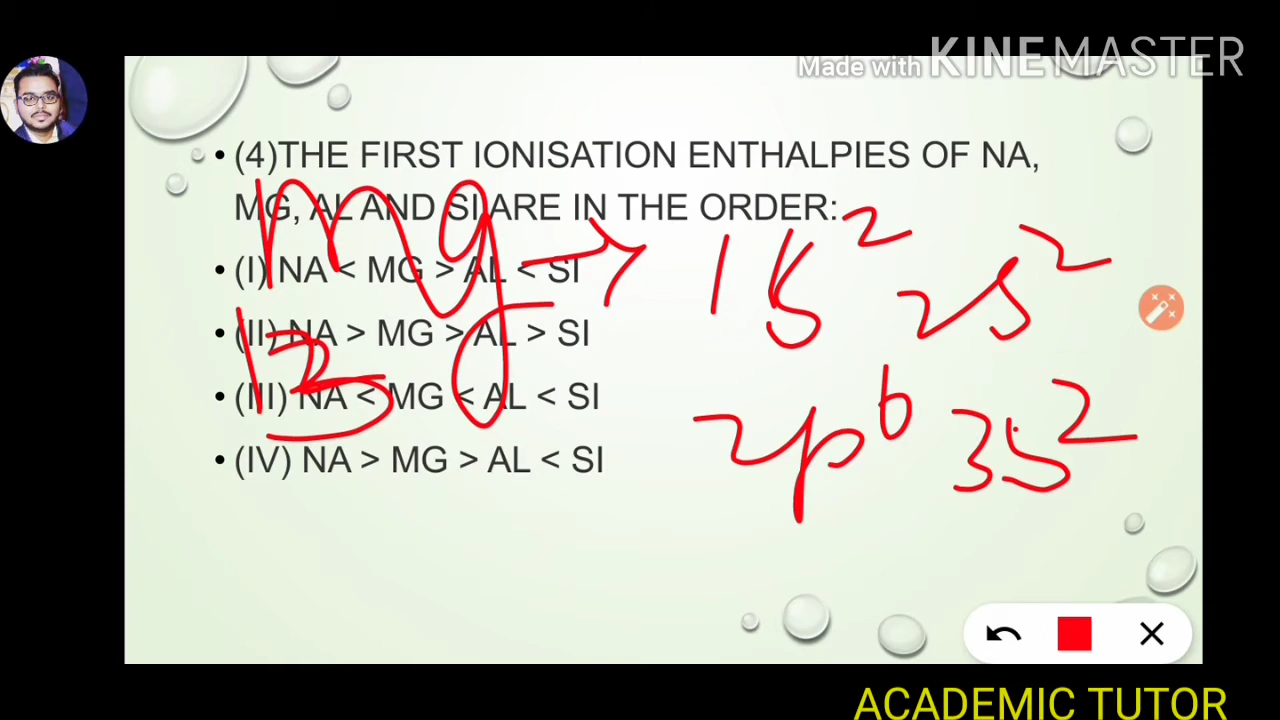 Made with KINEMASTER
• (4)THE FIRST IONISATION ENTHALPIES OF NA,
MG, AL AND SI ARE IN THE ORDER:
• (I) NA < MG > AL < SI
• (II) NA > MG > AL > SI
• (III) NA < MG < AL < SI
• (IV) NA > MG > AL < SI
mg → 1s² 2s²
2p⁶ 3s²
ACADEMIC TUTOR